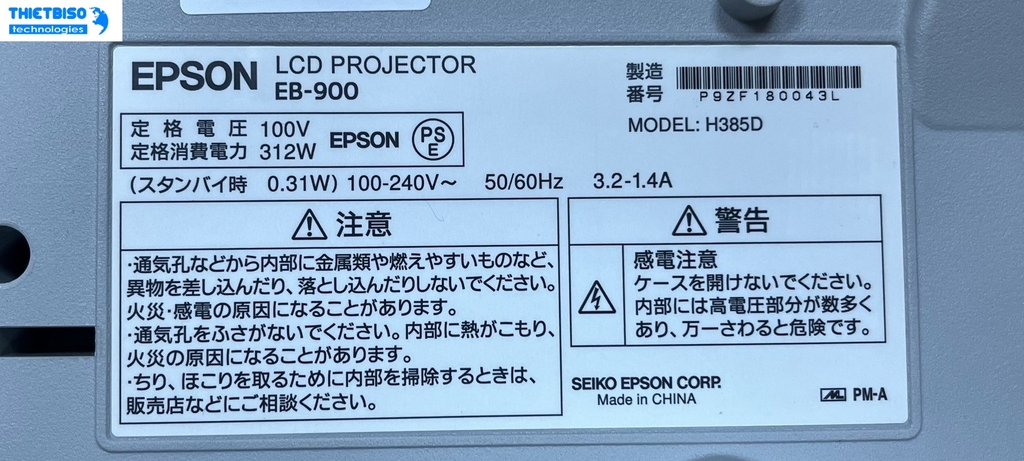 THIETBISO
technologies
EPSON LCD PROJECTOR
EB-900
製造
番号
P9ZF180043L
MODEL: H385D
定格電圧 100V
定格消費電力 312W
EPSON
PS
E
(スタンバイ時 0.31W) 100-240V～ 50/60Hz 3.2-1.4A
注意
・通気孔などから内部に金属類や燃えやすいものなど、
異物を差し込んだり、落とし込んだりしないでください。
火災・感電の原因になることがあります。
・通気孔をふさがないでください。内部に熱がこもり、
火災の原因になることがあります。
・ちり、ほこりを取るために内部を掃除するときは、
販売店などにご相談ください。
警告
感電注意
ケースを開けないでください。
内部には高電圧部分が数多く
あり、万一さわると危険です。
SEIKO EPSON CORP.
Made in CHINA
PM-A